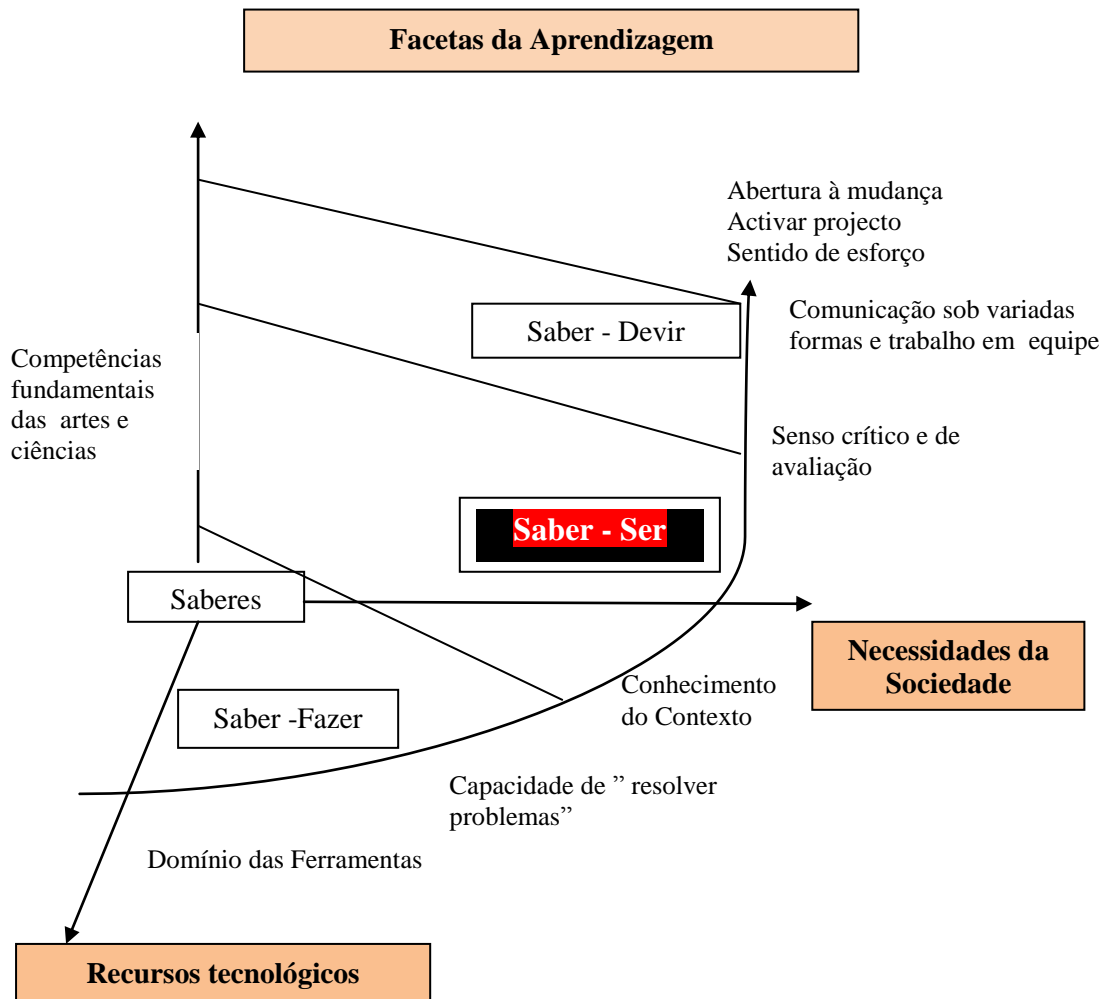 Facetas da Aprendizagem
Abertura à mudança
Activar projecto
Sentido de esforço
Saber - Devir
Comunicação sob variadas
formas e trabalho em equipe
Competências
fundamentais
das artes e
ciências
Senso crítico e de
avaliação
Saber - Ser
Saberes
Necessidades da
Sociedade
Conhecimento
do Contexto
Saber -Fazer
Capacidade de ” resolver
problemas”
Domínio das Ferramentas
Recursos tecnológicos